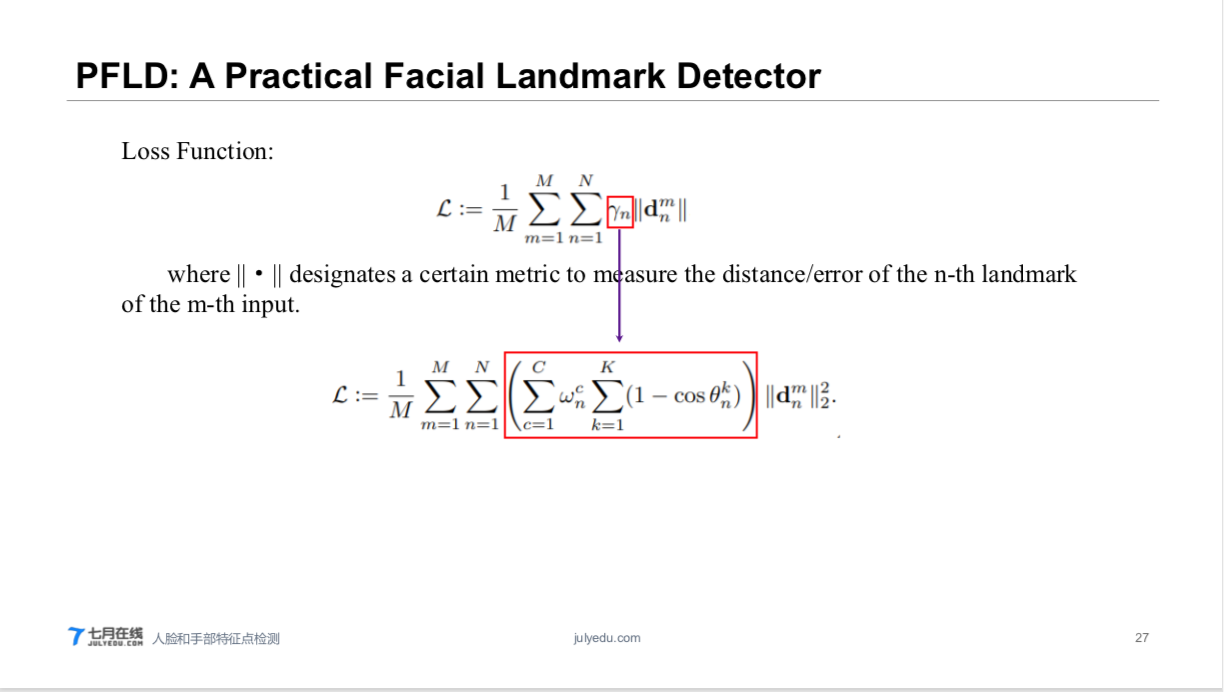 PFLD: A Practical Facial Landmark Detector
Loss Function:
$\mathcal{L} := \frac{1}{M} \sum_{m=1}^{M} \sum_{n=1}^{N} \gamma_n \|\mathbf{d}_n^m\|$
where || • || designates a certain metric to measure the distance/error of the n-th landmark
of the m-th input.
$\mathcal{L} := \frac{1}{M} \sum_{m=1}^{M} \sum_{n=1}^{N} \left( \sum_{c=1}^{C} \omega_n^c \sum_{k=1}^{K} (1 - \cos \theta_n^k) \right) \|\mathbf{d}_n^m\|_2^2.$
七月在线
JULYEDU.COM
人脸和手部特征点检测
julyedu.com
27